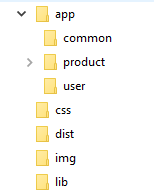 app
common
product
user
css
dist
img
lib